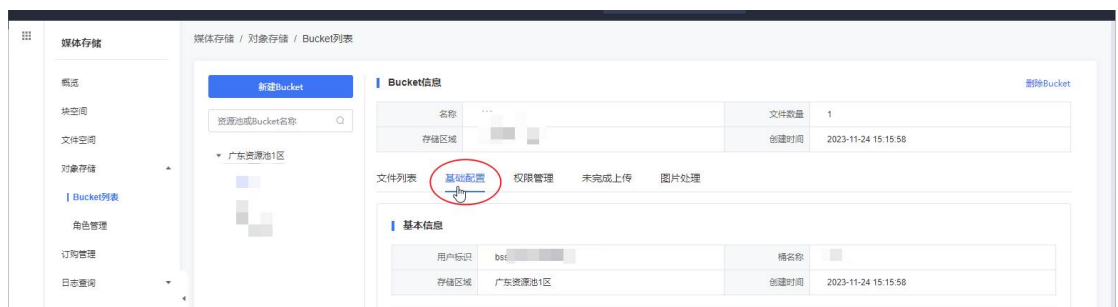 媒体存储
媒体存储 / 对象存储 / Bucket列表
概览
块空间
文件空间
对象存储
Bucket列表
角色管理
订购管理
日志查询
新建Bucket
资源池或Bucket名称
广东资源池1区
Bucket信息
删除Bucket
名称 文件数量 1
存储区域 创建时间 2023-11-24 15:15:58
文件列表 基础配置 权限管理 未完成上传 图片处理
基本信息
用户标识 bss 桶名称
存储区域 广东资源池1区 创建时间 2023-11-24 15:15:58